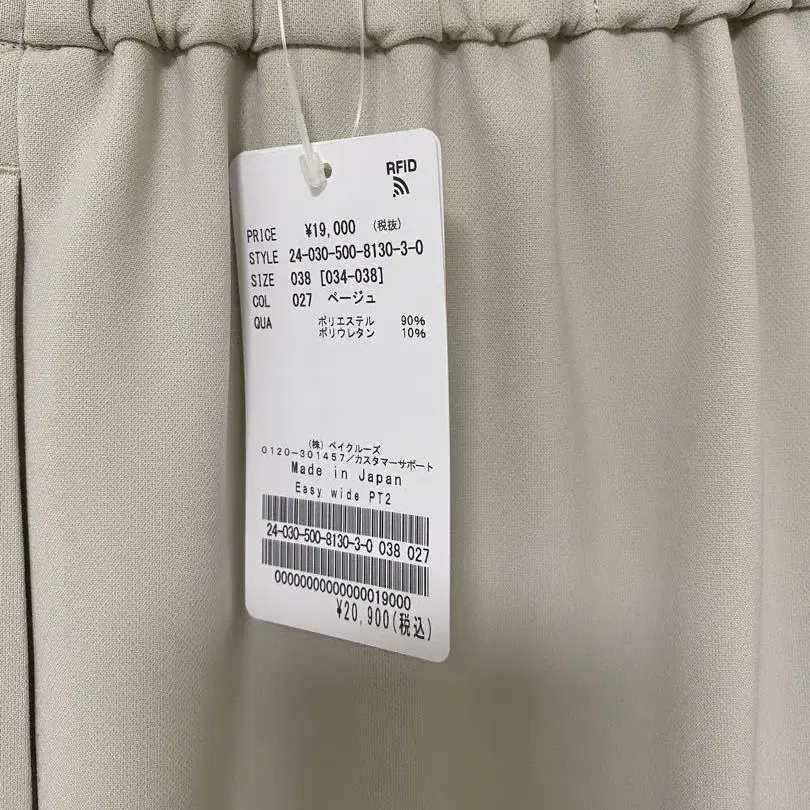 RFID
PRICE ¥19,000 (税抜)
STYLE 24-030-500-8130-3-0
SIZE 038 [034-038]
COL 027 ベージュ
QUA ポリエステル 90%
ポリウレタン 10%
(株)ベイクルーズ
0120-301457/カスタマーサポート
Made in Japan
Easy wide PT2
24-030-500-8130-3-0 038 027
000000000000000019000
¥20,900(税込)